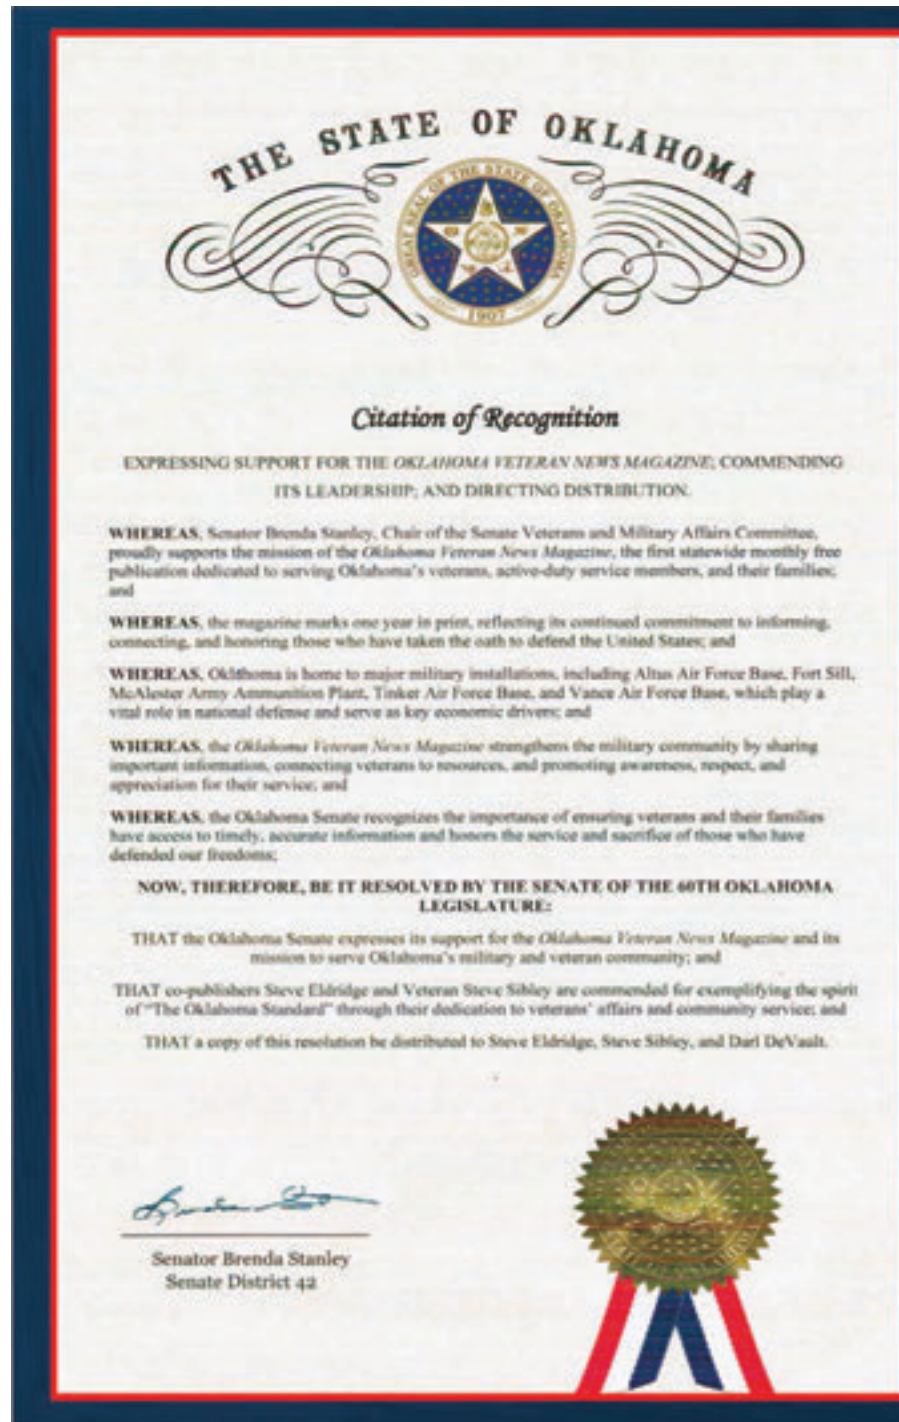 THE STATE OF OKLAHOMA
GREAT SEAL OF THE STATE OF OKLAHOMA
1907
Citation of Recognition
EXPRESSING SUPPORT FOR THE OKLAHOMA VETERAN NEWS MAGAZINE; COMMENDING
ITS LEADERSHIP; AND DIRECTING DISTRIBUTION.
WHEREAS, Senator Brenda Stanley, Chair of the Senate Veterans and Military Affairs Committee,
proudly supports the mission of the Oklahoma Veteran News Magazine, the first statewide monthly free
publication dedicated to serving Oklahoma's veterans, active-duty service members, and their families;
and
WHEREAS, the magazine marks one year in print, reflecting its continued commitment to informing,
connecting, and honoring those who have taken the oath to defend the United States; and
WHEREAS, Oklahoma is home to major military installations, including Altus Air Force Base, Fort Sill,
McAlester Army Ammunition Plant, Tinker Air Force Base, and Vance Air Force Base, which play a
vital role in national defense and serve as key economic drivers; and
WHEREAS, the Oklahoma Veteran News Magazine strengthens the military community by sharing
important information, connecting veterans to resources, and promoting awareness, respect, and
appreciation for their service; and
WHEREAS, the Oklahoma Senate recognizes the importance of ensuring veterans and their families
have access to timely, accurate information and honors the service and sacrifice of those who have
defended our freedoms;
NOW, THEREFORE, BE IT RESOLVED BY THE SENATE OF THE 60TH OKLAHOMA
LEGISLATURE:
THAT the Oklahoma Senate expresses its support for the Oklahoma Veteran News Magazine and its
mission to serve Oklahoma's military and veteran community; and
THAT co-publishers Steve Eldridge and Veteran Steve Sibley are commended for exemplifying the spirit
of "The Oklahoma Standard" through their dedication to veterans' affairs and community service; and
THAT a copy of this resolution be distributed to Steve Eldridge, Steve Sibley, and Darl DeVault.
Senator Brenda Stanley
Senate District 42